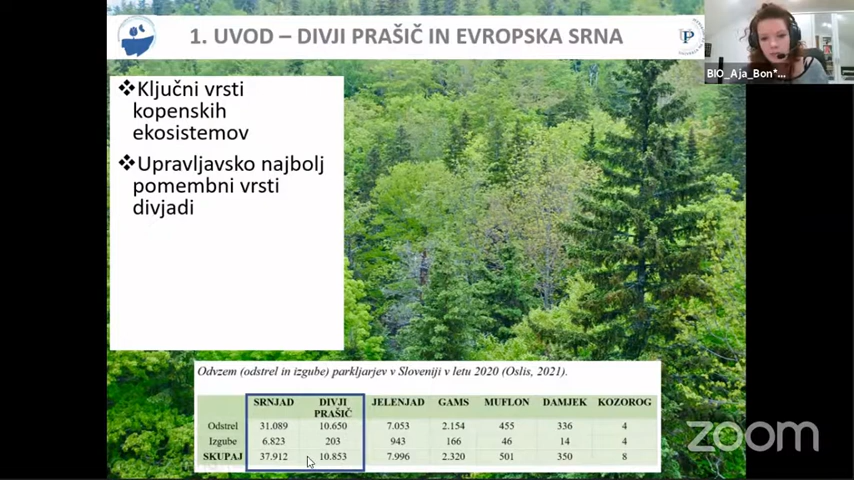 1. UVOD – DIVJI PRAŠIČ IN EVROPSKA SRNA
BIO_Aja_Bon*...
❖Ključni vrsti
kopenskih
ekosistemov
❖Upravljavsko najbolj
pomembni vrsti
divjadi
Odvzem (odstrel in izgube) parkljarjev v Sloveniji v letu 2020 (Oslis, 2021).
SRNJAD DIVJI PRAŠIČ JELENJAD GAMS MUFLON DAMJEK KOZOROG
Odstrel 31.089 10.650 7.053 2.154 455 336 4
Izgube 6.823 203 943 166 46 14 4
SKUPAJ 37.912 10.853 7.996 2.320 501 350 8
zoom